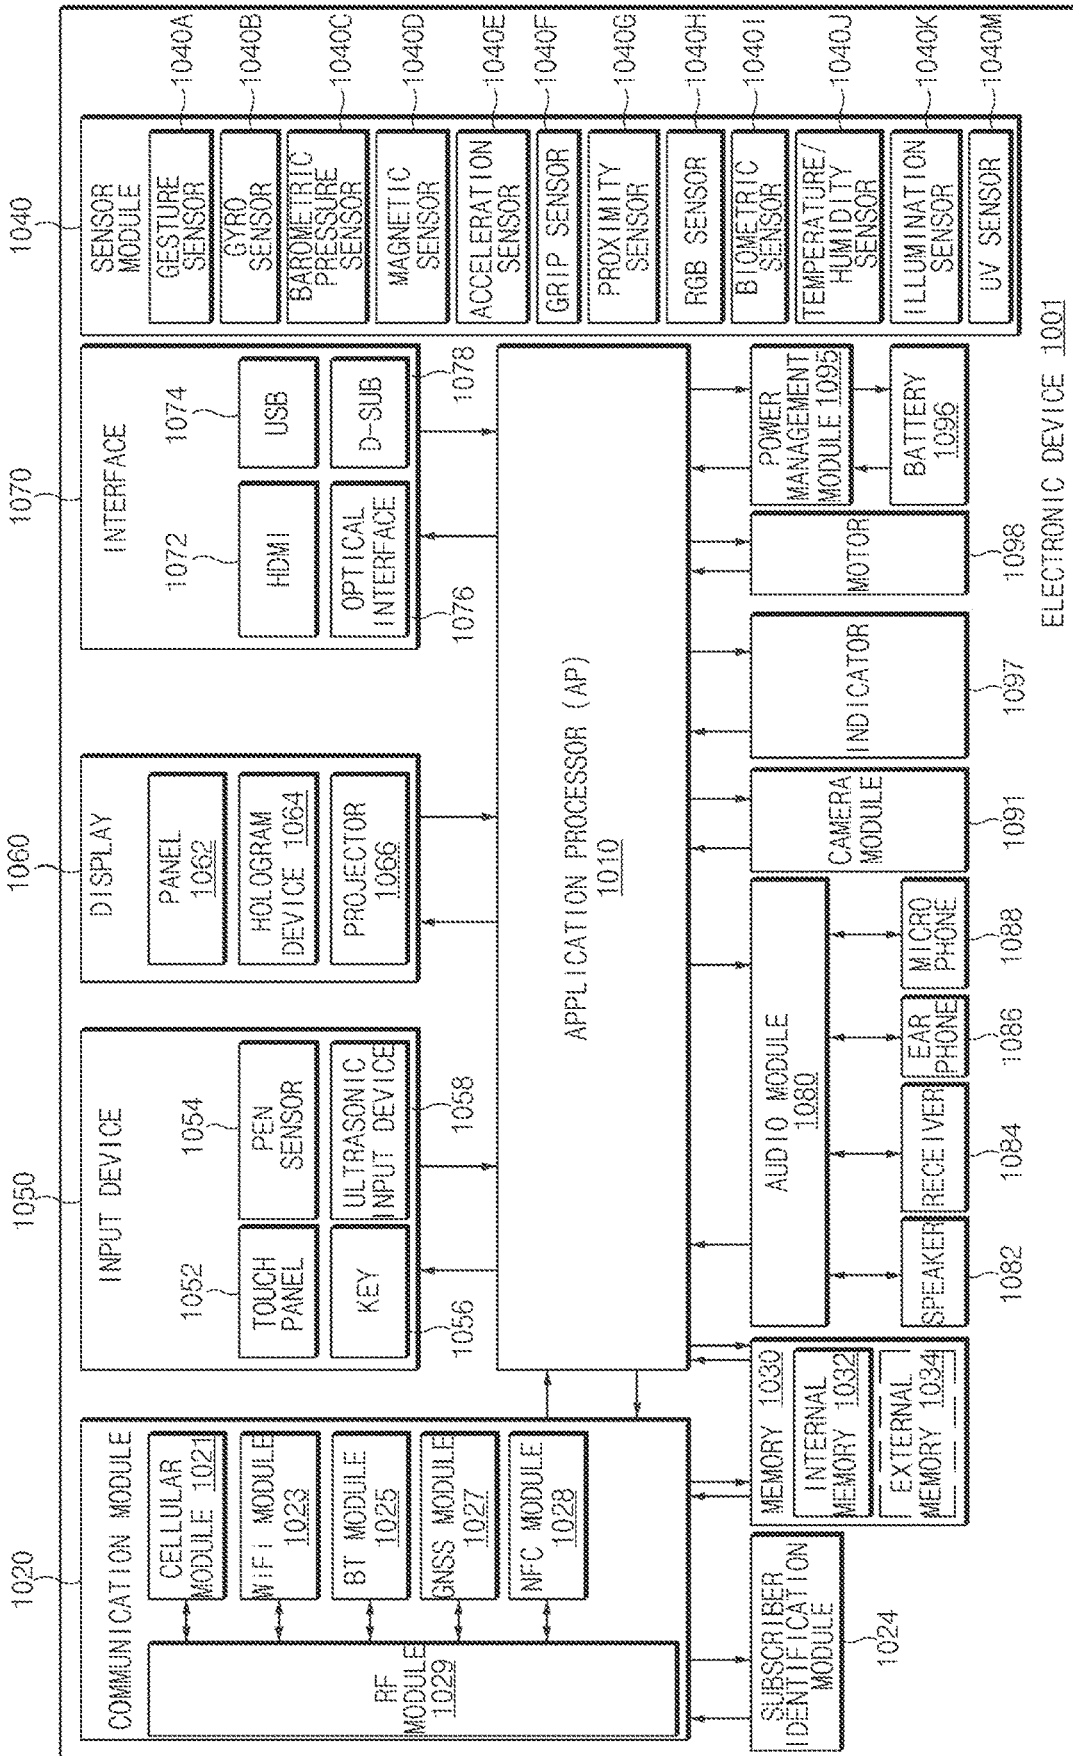 1020
COMMUNICATION MODULE
CELLULAR
MODULE 1021
WiFi MODULE
1023
BT MODULE
1025
GNSS MODULE
1027
NFC MODULE
1028
RF
MODULE
1029
SUBSCRIBER
IDENTIFICATION
MODULE
1024
1050
INPUT DEVICE
1052
TOUCH
PANEL
1054
PEN
SENSOR
KEY
1056
ULTRASONIC
INPUT DEVICE
1058
1060
DISPLAY
PANEL
1062
HOLOGRAM
DEVICE 1064
PROJECTOR
1066
1070
INTERFACE
1072
HDMI
1074
USB
OPTICAL
INTERFACE
1076
D-SUB
1078
1040
SENSOR
MODULE
GESTURE
SENSOR
1040A
GYRO
SENSOR
1040B
BAROMETRIC
PRESSURE
SENSOR
1040C
MAGNETIC
SENSOR
1040D
ACCELERATION
SENSOR
1040E
GRIP SENSOR
1040F
PROXIMITY
SENSOR
1040G
RGB SENSOR
1040H
BIOMETRIC
SENSOR
1040I
TEMPERATURE/
HUMIDITY
SENSOR
1040J
ILLUMINATION
SENSOR
1040K
UV SENSOR
1040M
APPLICATION PROCESSOR (AP)
1010
MEMORY 1030
INTERNAL
MEMORY 1032
EXTERNAL
MEMORY 1034
AUDIO MODULE
1080
SPEAKER
1082
RECEIVER
1084
EAR
PHONE
1086
MICRO
PHONE
1088
CAMERA
MODULE
1091
INDICATOR
1097
MOTOR
1098
POWER
MANAGEMENT
MODULE 1095
BATTERY
1096
ELECTRONIC DEVICE 1001